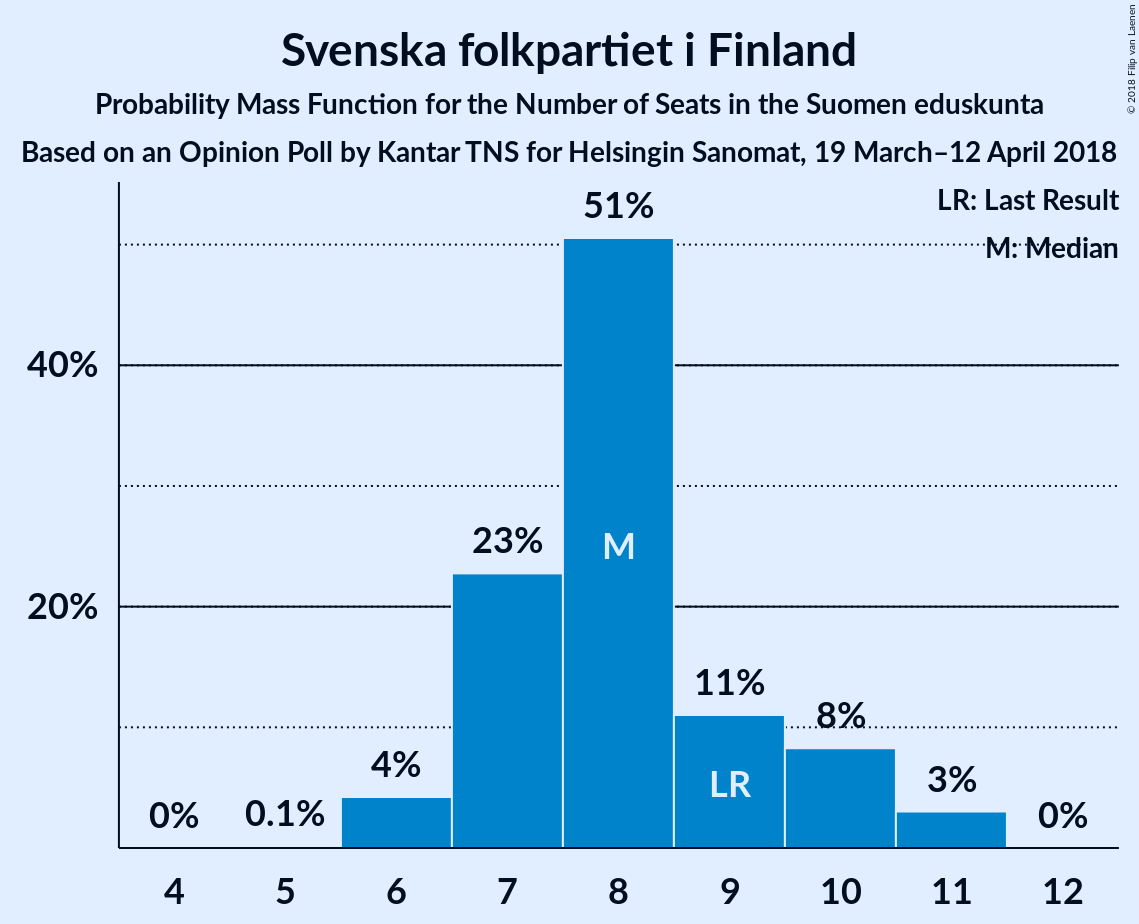 Svenska folkpartiet i Finland
Probability Mass Function for the Number of Seats in the Suomen eduskunta
Based on an Opinion Poll by Kantar TNS for Helsingin Sanomat, 19 March–12 April 2018
© 2018 Filip van Laenen
LR: Last Result
M: Median
51%
40%
23%
M
20%
11%
8%
4%
LR
3%
0%
0.1%
0%
4 5 6 7 8 9 10 11 12